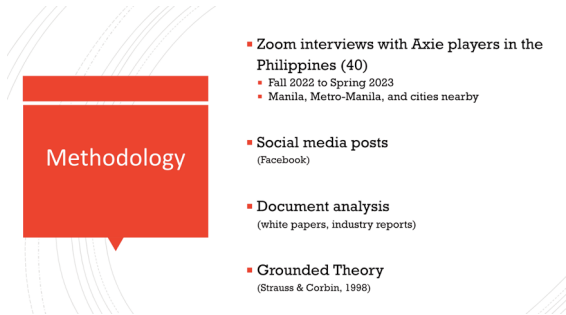 Methodology
Zoom interviews with Axie players in the
Philippines (40)
Fall 2022 to Spring 2023
Manila, Metro-Manila, and cities nearby
Social media posts
(Facebook)
Document analysis
(white papers, industry reports)
Grounded Theory
(Strauss & Corbin, 1998)